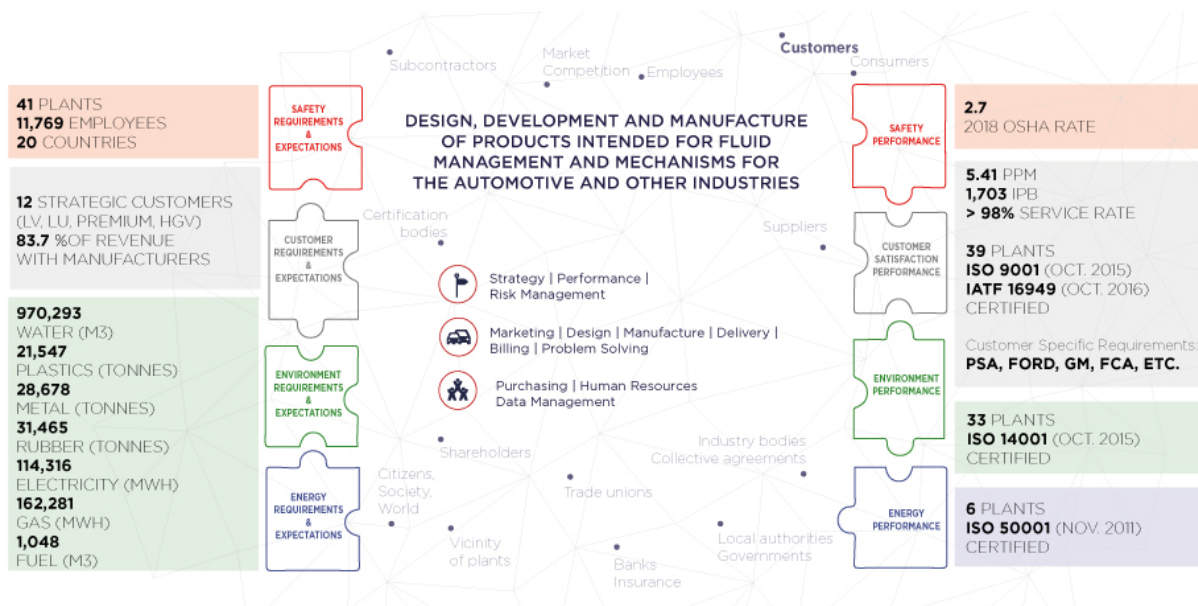 Subcontractors
Market
Competition
Employees
Customers
Consumers
41 PLANTS
11,769 EMPLOYEES
20 COUNTRIES
SAFETY
REQUIREMENTS
&
EXPECTATIONS
DESIGN, DEVELOPMENT AND MANUFACTURE
OF PRODUCTS INTENDED FOR FLUID
MANAGEMENT AND MECHANISMS FOR
THE AUTOMOTIVE AND OTHER INDUSTRIES
SAFETY
PERFORMANCE
2.7
2018 OSHA RATE
12 STRATEGIC CUSTOMERS
(LV, LU, PREMIUM, HGV)
83.7 %OF REVENUE
WITH MANUFACTURERS
CUSTOMER
REQUIREMENTS
&
EXPECTATIONS
Certification
bodies
Suppliers
CUSTOMER
SATISFACTION
PERFORMANCE
5.41 PPM
1,703 IPB
> 98% SERVICE RATE
39 PLANTS
ISO 9001 (OCT. 2015)
IATF 16949 (OCT. 2016)
CERTIFIED
Customer Specific Requirements:
PSA, FORD, GM, FCA, ETC.
Strategy | Performance |
Risk Management
Marketing | Design | Manufacture | Delivery |
Billing | Problem Solving
Purchasing | Human Resources
Data Management
970,293
WATER (M3)
21,547
PLASTICS (TONNES)
28,678
METAL (TONNES)
31,465
RUBBER (TONNES)
114,316
ELECTRICITY (MWH)
162,281
GAS (MWH)
1,048
FUEL (M3)
ENVIRONMENT
REQUIREMENTS
&
EXPECTATIONS
ENVIRONMENT
PERFORMANCE
33 PLANTS
ISO 14001 (OCT. 2015)
CERTIFIED
Shareholders
Industry bodies
Collective agreements
ENERGY
REQUIREMENTS
&
EXPECTATIONS
Citizens,
Society,
World
Trade unions
Vicinity
of plants
Banks
Insurance
Local authorities
Governments
ENERGY
PERFORMANCE
6 PLANTS
ISO 50001 (NOV. 2011)
CERTIFIED